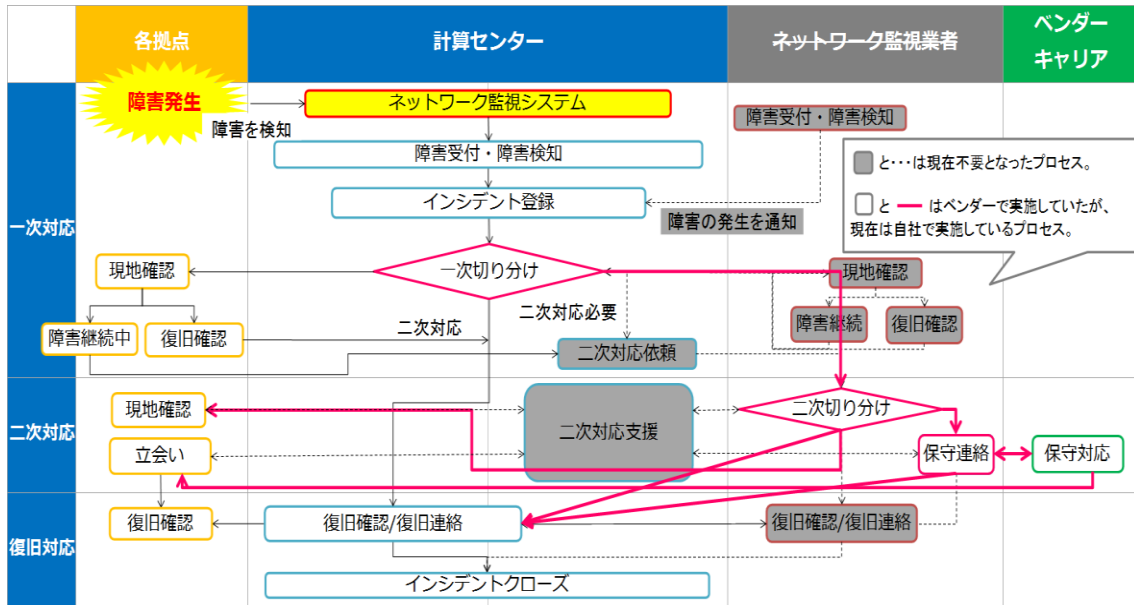 各拠点
計算センター
ネットワーク監視業者
ベンダー
キャリア
一次対応
障害発生
障害を検知
ネットワーク監視システム
障害受付・障害検知
障害受付・障害検知
インシデント登録
障害の発生を通知
と・・・は現在不要となったプロセス。
と
はベンダーで実施していたが、
現在は自社で実施しているプロセス。
現地確認
一次切り分け
現地確認
障害継続中
復旧確認
二次対応
二次対応必要
障害継続
復旧確認
二次対応依頼
二次対応
現地確認
二次対応支援
二次切り分け
立会い
保守連絡
保守対応
復旧対応
復旧確認
復旧確認/復旧連絡
復旧確認/復旧連絡
インシデントクローズ